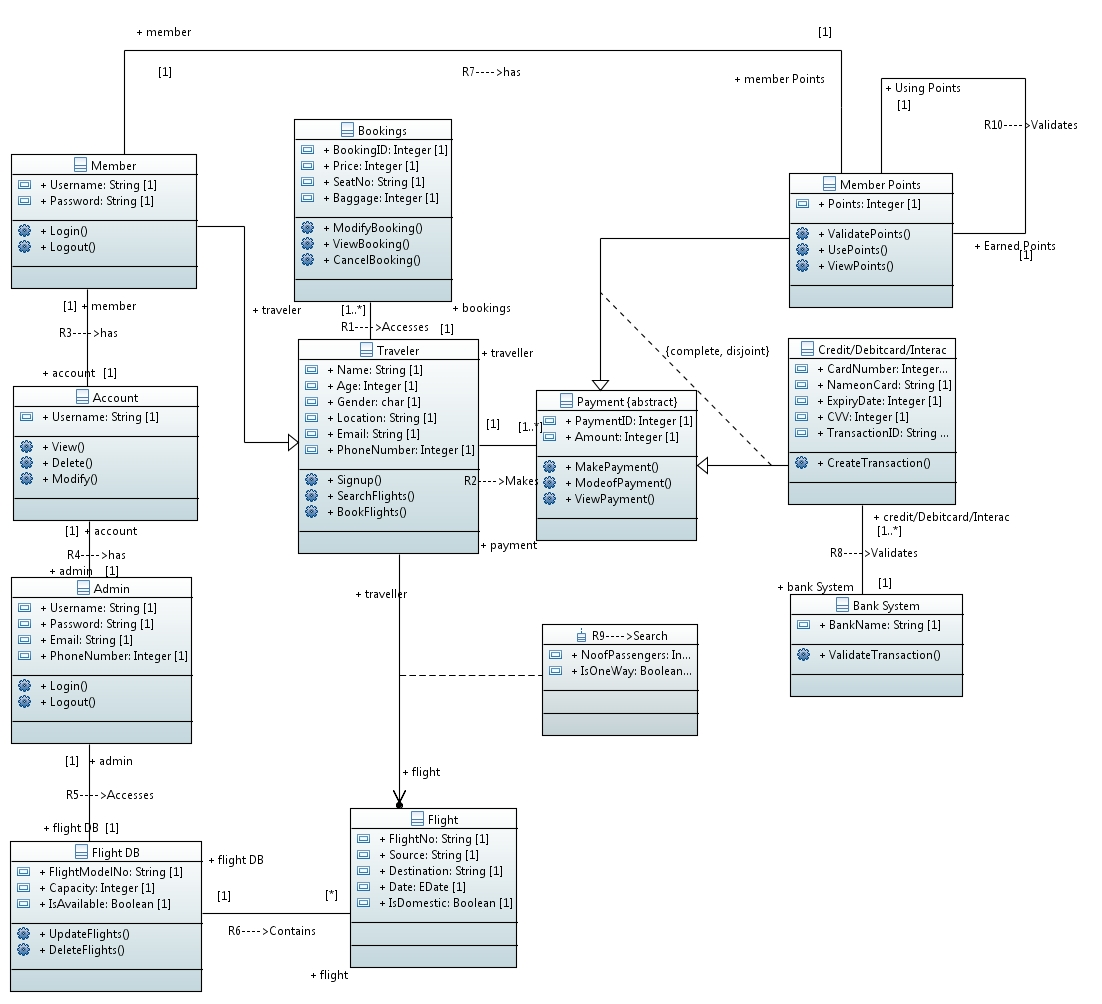 + member
[1]
[1]
R7---->has
+ member Points
+ Using Points
[1]
R10---->Validates
+ Earned Points
[1]
Member
+ Username: String [1]
+ Password: String [1]
+ Login()
+ Logout()
Bookings
+ BookingID: Integer [1]
+ Price: Integer [1]
+ SeatNo: String [1]
+ Baggage: Integer [1]
+ ModifyBooking()
+ ViewBooking()
+ CancelBooking()
Member Points
+ Points: Integer [1]
+ ValidatePoints()
+ UsePoints()
+ ViewPoints()
[1] + member
R3---->has
+ account [1]
+ traveler
[1..*]
+ bookings
R1---->Accesses
[1]
+ traveller
Account
+ Username: String [1]
+ View()
+ Delete()
+ Modify()
Traveler
+ Name: String [1]
+ Age: Integer [1]
+ Gender: char [1]
+ Location: String [1]
+ Email: String [1]
+ PhoneNumber: Integer [1]
+ Signup()
+ SearchFlights()
+ BookFlights()
[1]
[1..*]
R2---->Makes
+ payment
Payment {abstract}
+ PaymentID: Integer [1]
+ Amount: Integer [1]
+ MakePayment()
+ ModeofPayment()
+ ViewPayment()
{complete, disjoint}
Credit/Debitcard/Interac
+ CardNumber: Integer...
+ NameonCard: String [1]
+ ExpiryDate: Integer [1]
+ CVV: Integer [1]
+ TransactionID: String ...
+ CreateTransaction()
+ credit/Debitcard/Interac
[1..*]
R8---->Validates
+ bank System
[1]
Bank System
+ BankName: String [1]
+ ValidateTransaction()
[1] + account
R4---->has
+ admin [1]
Admin
+ Username: String [1]
+ Password: String [1]
+ Email: String [1]
+ PhoneNumber: Integer [1]
+ Login()
+ Logout()
+ traveller
R9---->Search
+ NoofPassengers: In...
+ IsOneWay: Boolean...
+ flight
[1] + admin
R5---->Accesses
+ flight DB [1]
Flight DB
+ FlightModelNo: String [1]
+ Capacity: Integer [1]
+ IsAvailable: Boolean [1]
+ UpdateFlights()
+ DeleteFlights()
+ flight DB
[1]
[*]
R6---->Contains
+ flight
Flight
+ FlightNo: String [1]
+ Source: String [1]
+ Destination: String [1]
+ Date: EDate [1]
+ IsDomestic: Boolean [1]